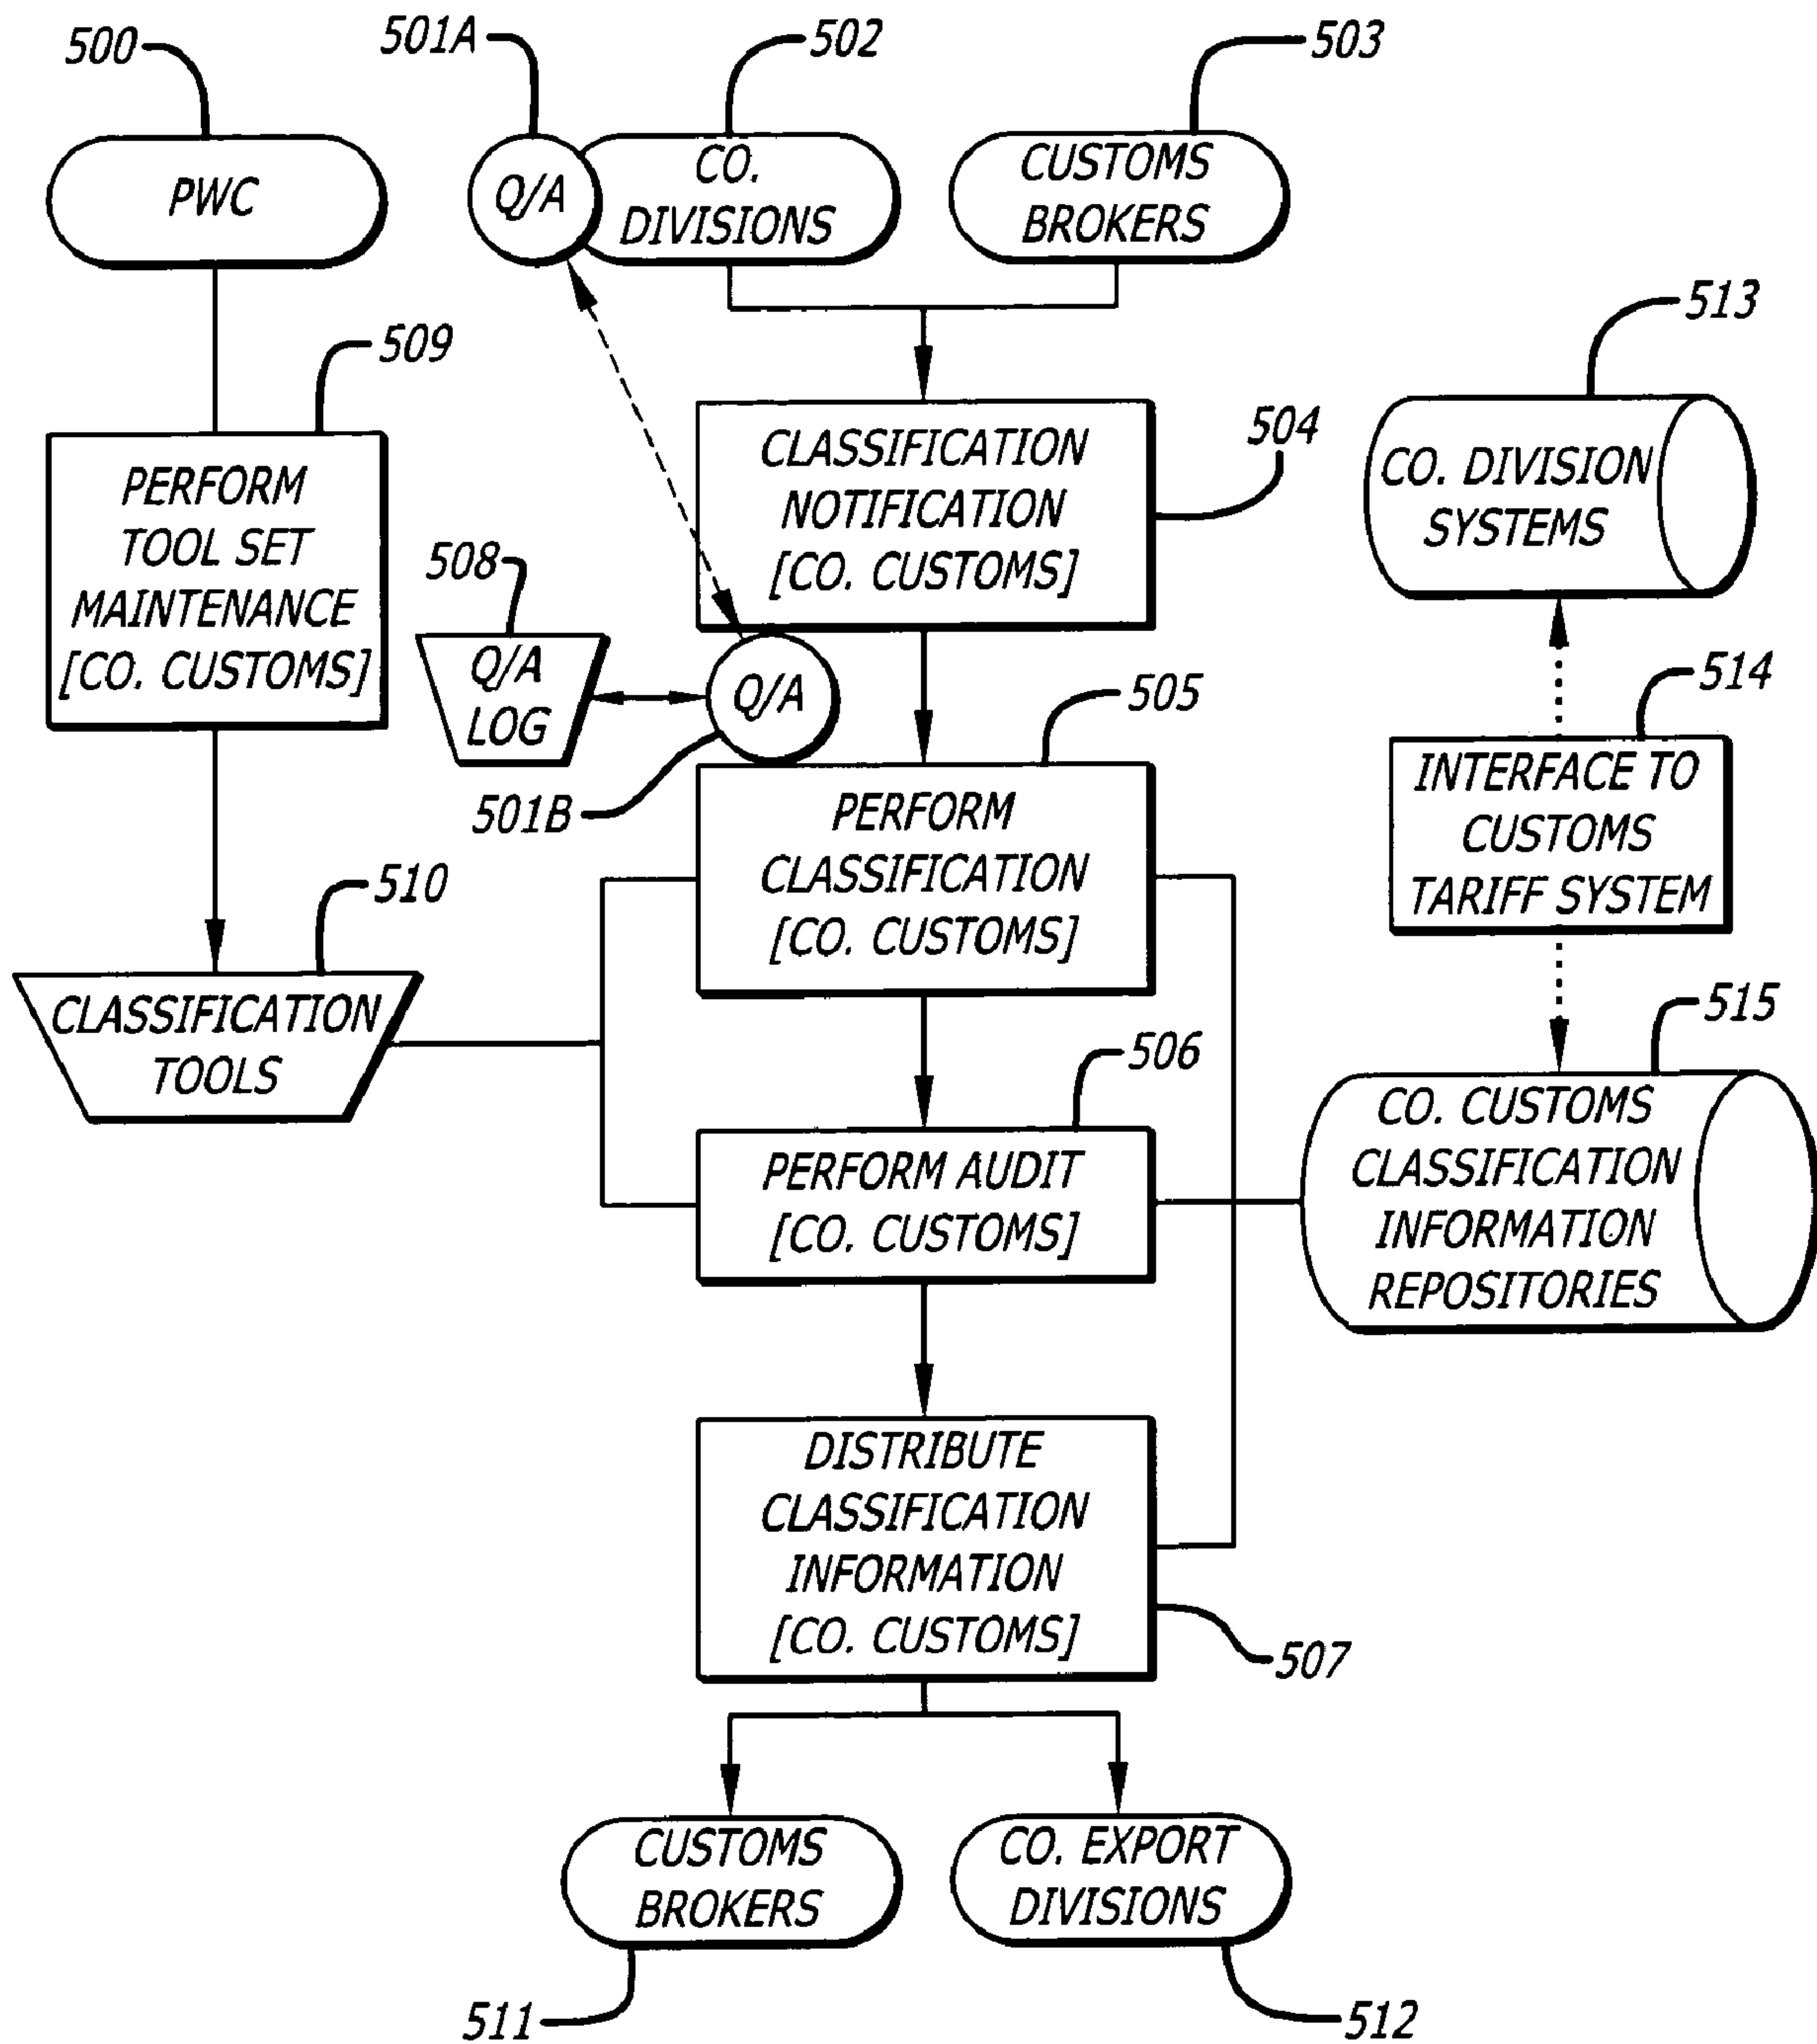 500
501A
502
503
PWC
Q/A
CO.
DIVISIONS
CUSTOMS
BROKERS
509
513
PERFORM
TOOL SET
MAINTENANCE
[CO. CUSTOMS]
CLASSIFICATION
NOTIFICATION
[CO. CUSTOMS]
504
CO. DIVISION
SYSTEMS
508
Q/A
LOG
Q/A
501B
505
514
PERFORM
CLASSIFICATION
[CO. CUSTOMS]
INTERFACE TO
CUSTOMS
TARIFF SYSTEM
510
CLASSIFICATION
TOOLS
506
515
PERFORM AUDIT
[CO. CUSTOMS]
CO. CUSTOMS
CLASSIFICATION
INFORMATION
REPOSITORIES
DISTRIBUTE
CLASSIFICATION
INFORMATION
[CO. CUSTOMS]
507
CUSTOMS
BROKERS
CO. EXPORT
DIVISIONS
511
512